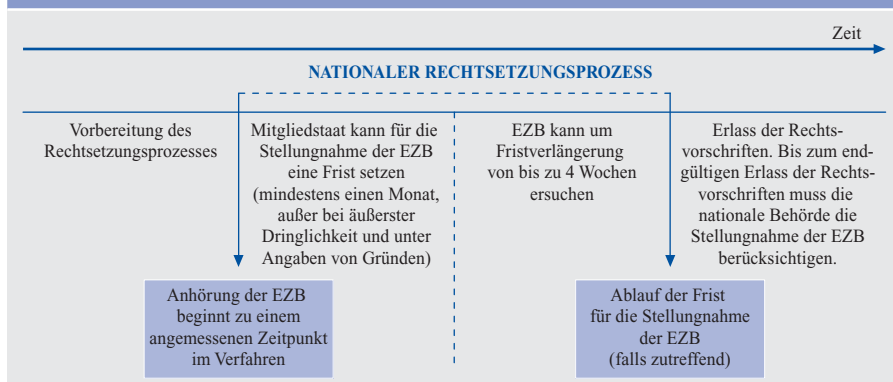 Zeit
NATIONALER RECHTSETZUNGSPROZESS
Vorbereitung des
Rechtsetzungsprozesses
Mitgliedstaat kann für die
Stellungnahme der EZB
eine Frist setzen
(mindestens einen Monat,
außer bei äußerster
Dringlichkeit und unter
Angaben von Gründen)
EZB kann um
Fristverlängerung
von bis zu 4 Wochen
ersuchen
Erlass der Rechts-
vorschriften. Bis zum end-
gültigen Erlass der Rechts-
vorschriften muss die
nationale Behörde die
Stellungnahme der EZB
berücksichtigen.
Anhörung der EZB
beginnt zu einem
angemessenen Zeitpunkt
im Verfahren
Ablauf der Frist
für die Stellungnahme
der EZB
(falls zutreffend)